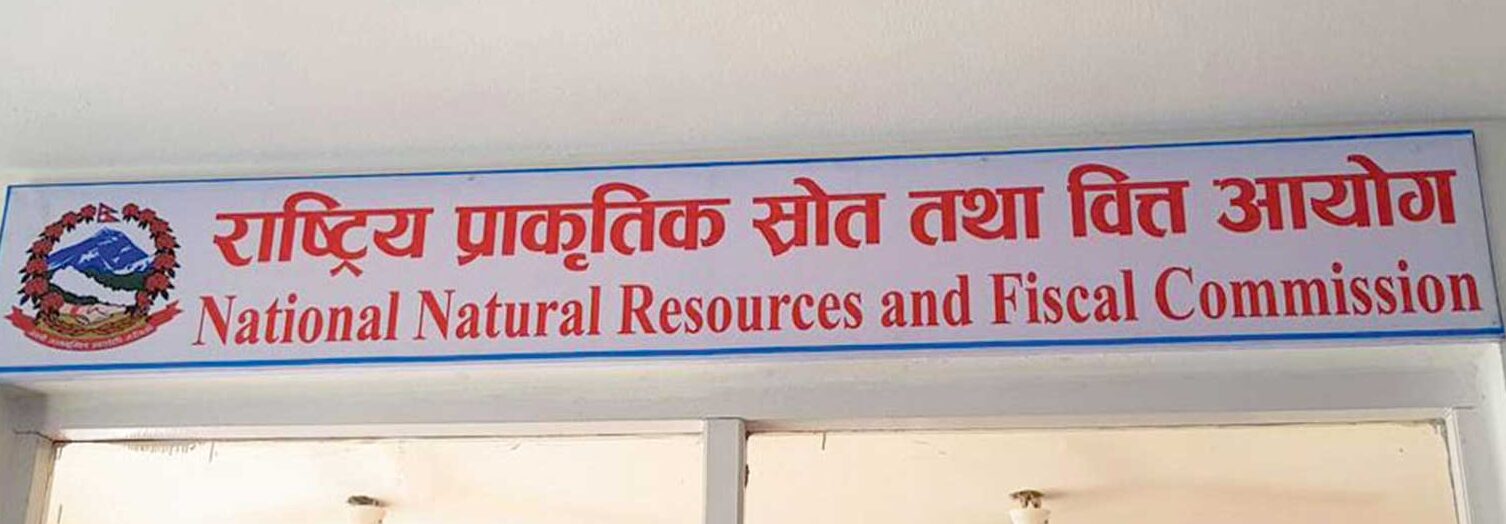 राष्ट्रिय प्राकृतिक स्रोत तथा वित्त आयोग
National Natural Resources and Fiscal Commission